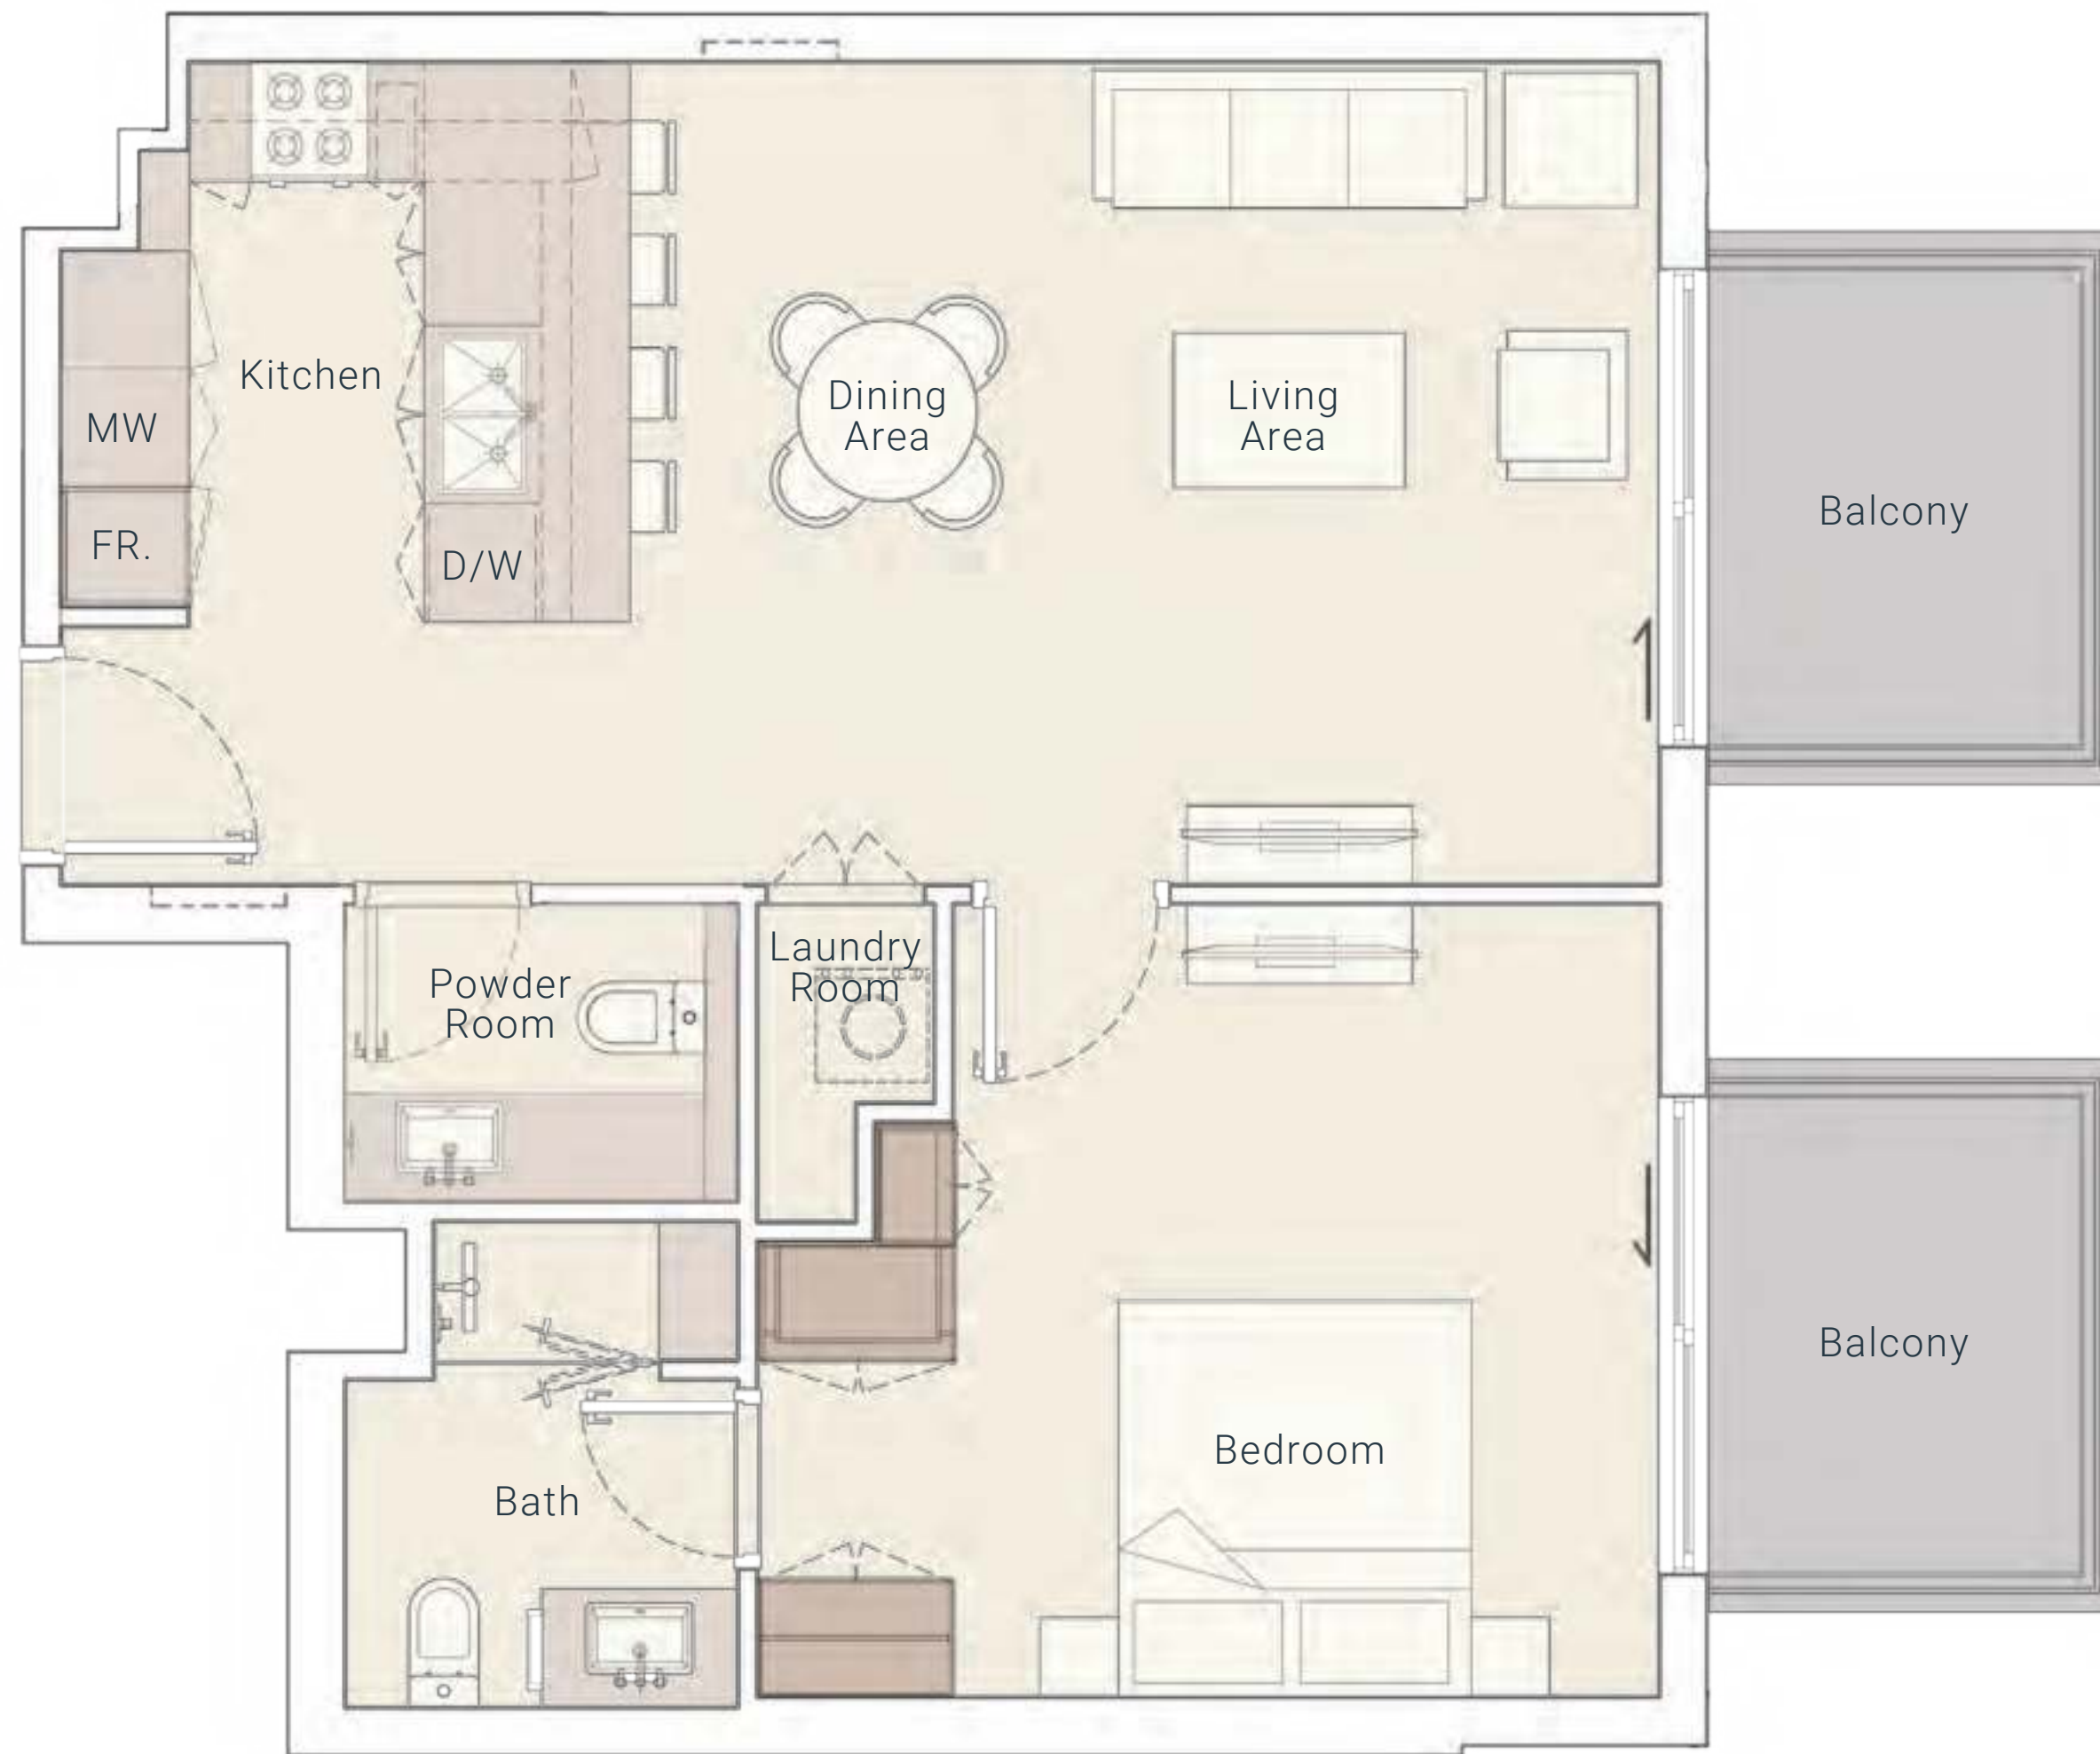 Kitchen
MW
FR.
D/W
Dining
Area
Living
Area
Balcony
Powder
Room
Laundry
Room
Balcony
Bedroom
Bath